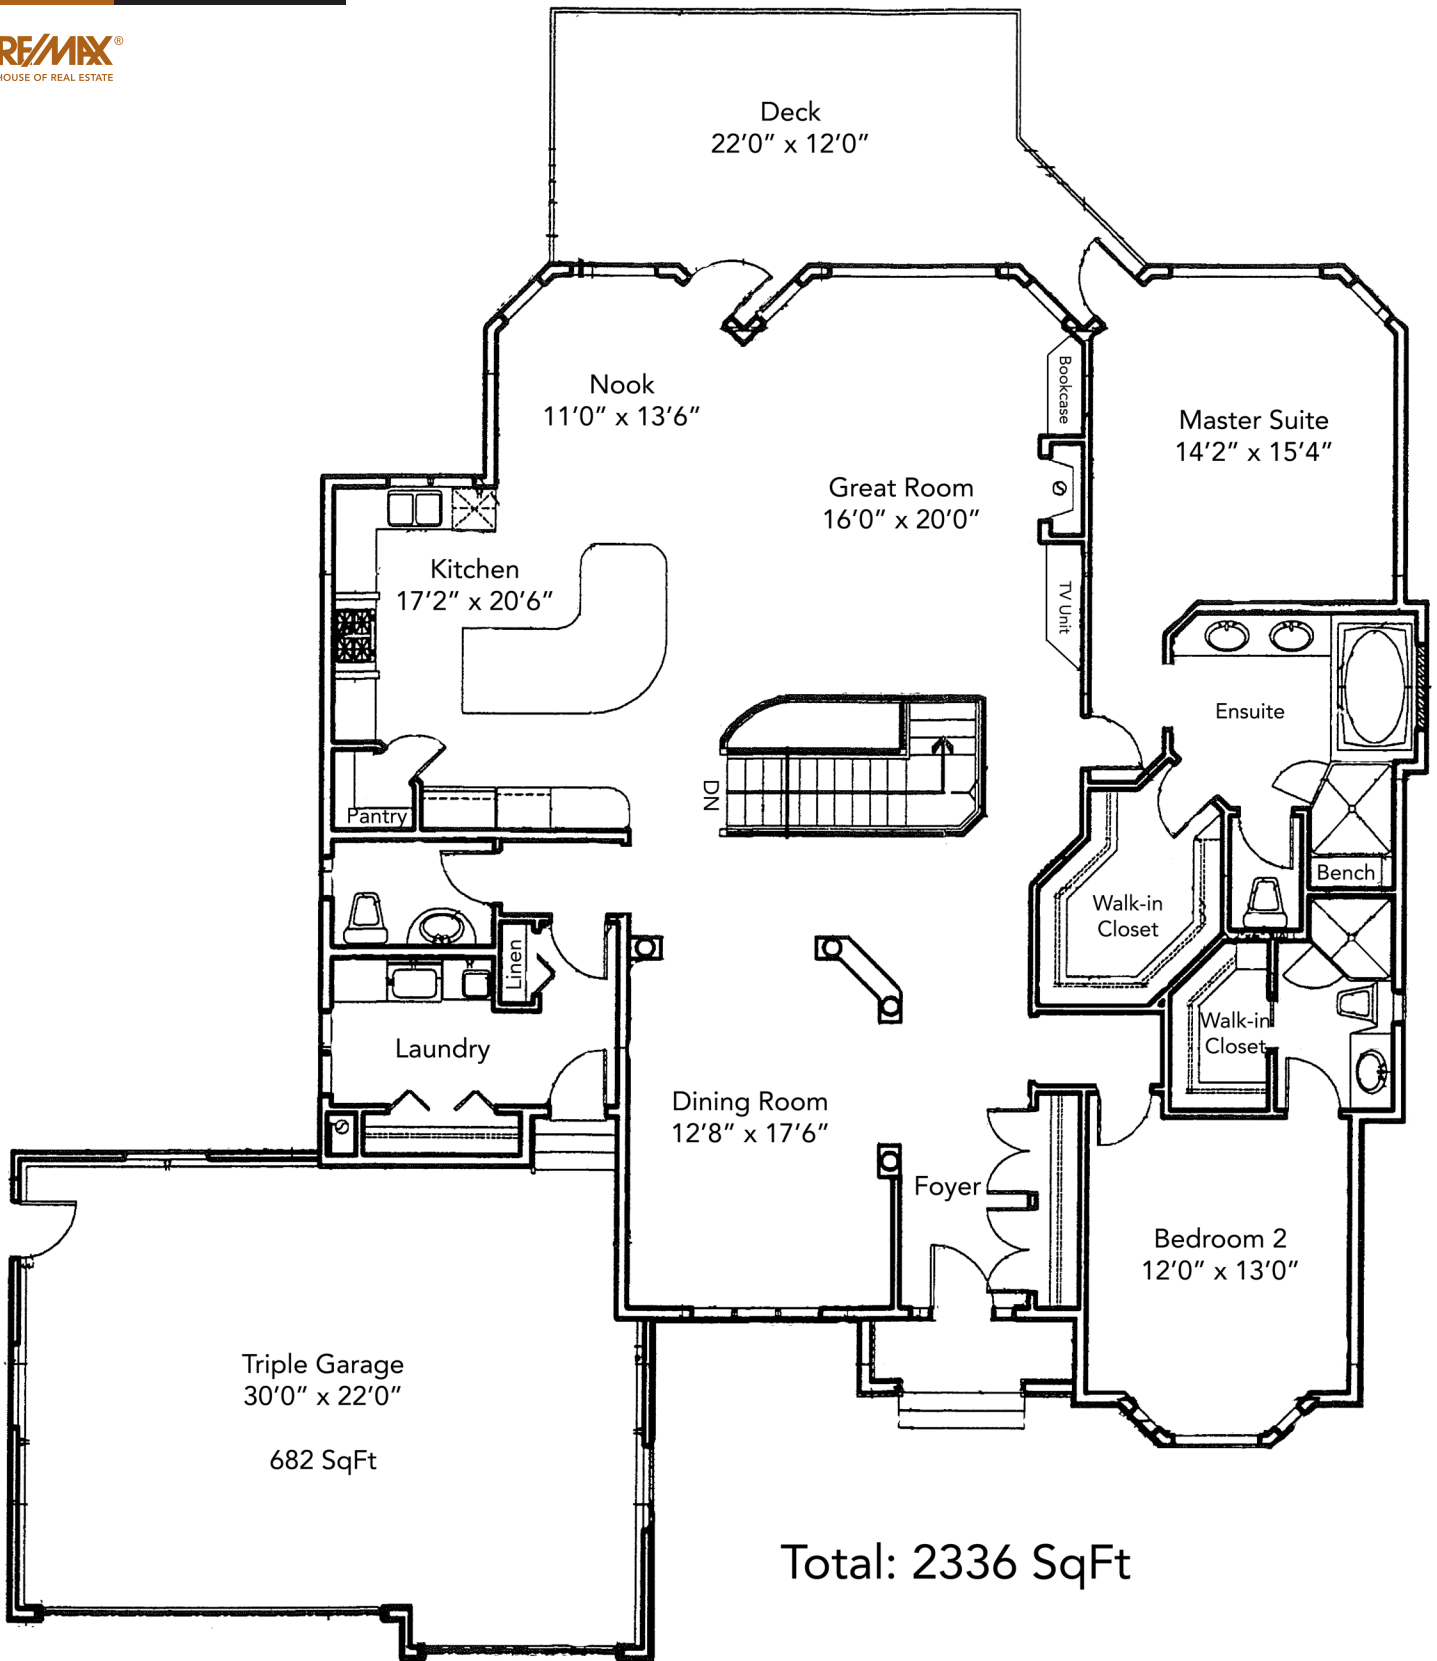 RE/MAX®
HOUSE OF REAL ESTATE
Deck
22’0” x 12’0”
Nook
11’0” x 13’6”
Bookcase
Master Suite
14’2” x 15’4”
Great Room
16’0” x 20’0”
Kitchen
17’2” x 20’6”
TV Unit
Ensuite
DN
Pantry
Bench
Walk-in
Closet
Linen
Walk-in
Closet
Laundry
Dining Room
12’8” x 17’6”
Foyer
Bedroom 2
12’0” x 13’0”
Triple Garage
30’0” x 22’0”
682 SqFt
Total: 2336 SqFt